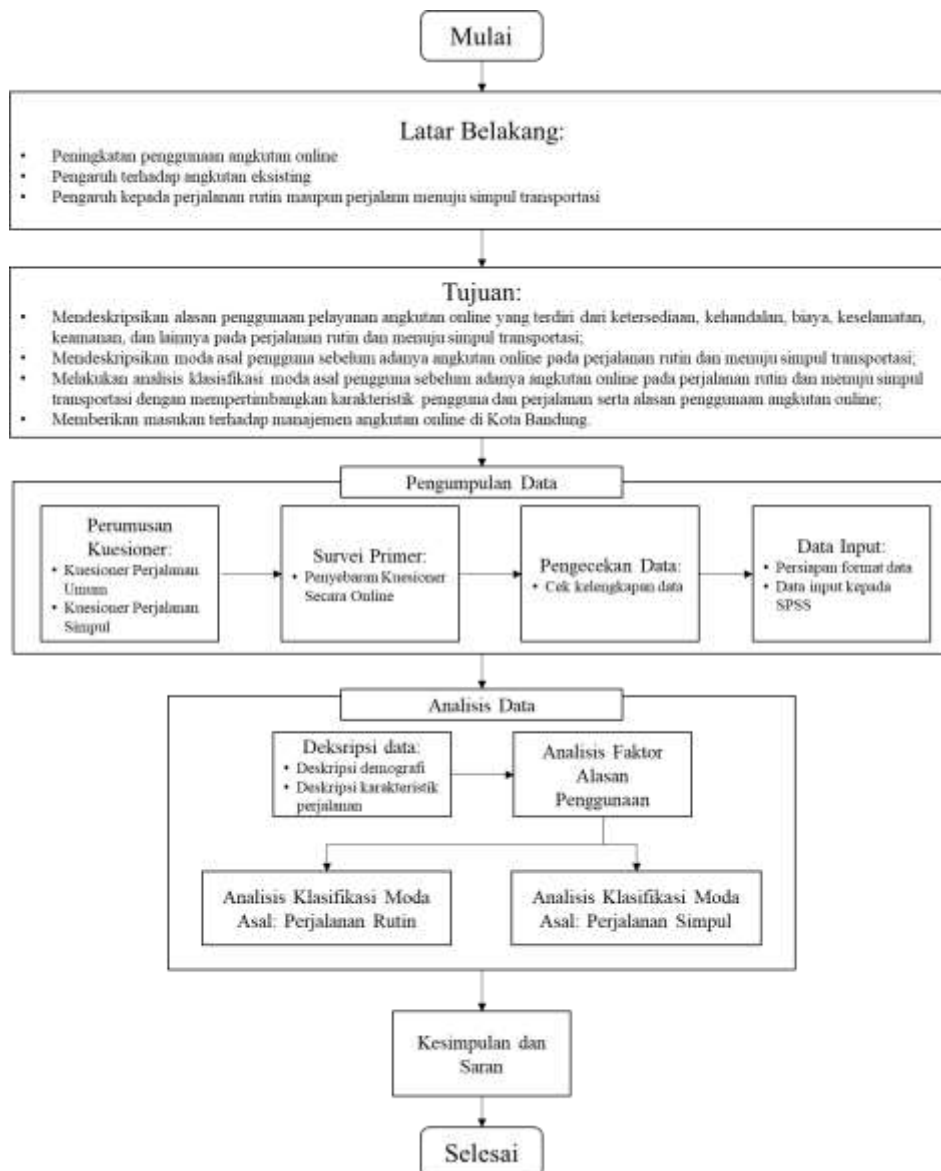 Mulai
Latar Belakang:
• Peningkatan penggunaan angkutan online
• Pengaruh terhadap angkutan eksisting
• Pengaruh kepada perjalanan rutin maupun perjalann menuju simpul transportasi
Tujuan:
• Mendeskripsikan alasan penggunaan pelayanan angkutan online yang terdiri dari ketersediaan, kehandalan, biaya, keselamatan,
keamanan, dan lainnya pada perjalanan rutin dan menuju simpul transportasi;
• Mendeskripsikan moda asal pengguna sebelum adanya angkutan online pada perjalanan rutin dan menuju simpul transportasi;
• Melakukan analisis klasisfikasi moda asal pengguna sebelum adanya angkutan online pada perjalanan rutin dan menuju simpul
transportasi dengan mempertimbangkan karakteristik pengguna dan perjalanan serta alasan penggunaan angkutan online;
• Memberikan masukan terhadap manajemen angkutan online di Kota Bandung.
Pengumpulan Data
Perumusan
Kuesioner:
• Kuesioner Perjalanan
Umum
• Kuesioner Perjalanan
Simpul
Survei Primer:
• Penyebaran Kuesioner
Secara Online
Pengecekan Data:
• Cek kelengkapan data
Data Input:
• Persiapan format data
• Data input kepada
SPSS
Analisis Data
Deksripsi data:
• Deskripsi demografi
• Deskripsi karakteristik
perjalanan
Analisis Faktor
Alasan
Penggunaan
Analisis Klasifikasi Moda
Asal: Perjalanan Rutin
Analisis Klasifikasi Moda
Asal: Perjalanan Simpul
Kesimpulan dan
Saran
Selesai